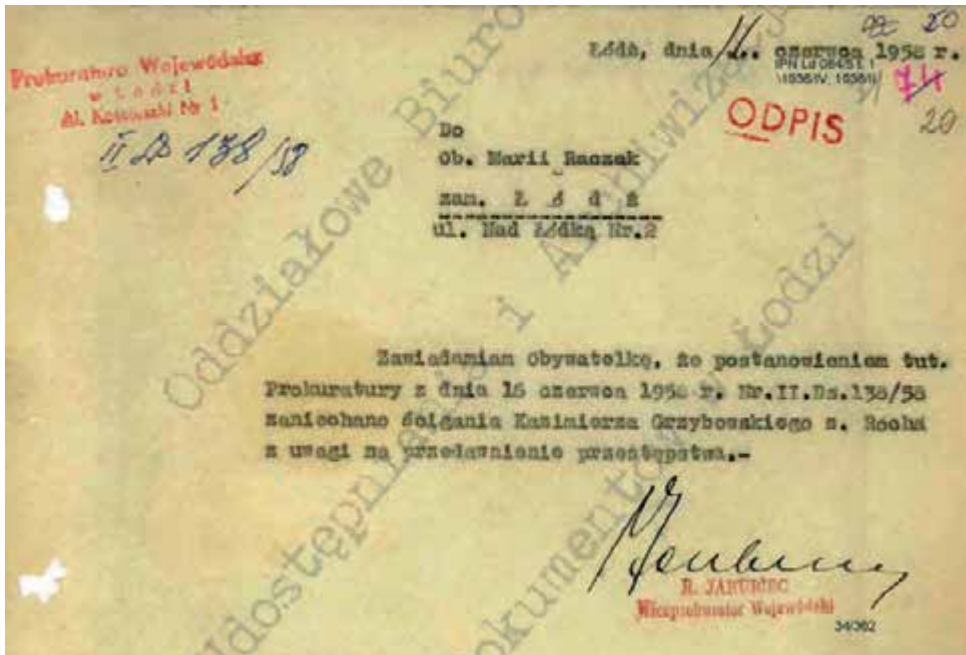 92 20
Łódź, dnia 16. czerwca 1958 r.
IPN Ld
74
Prokuratura Wojewódzka
w Łodzi
Al. Kościuszki Nr 1
II Ds 138/58
ODPIS
20
Do
Ob. Marii Raczak
zam. Ł ó d ź
ul. Nad Łódką Nr.2
Zawiadamiam Obywatelkę, że postanowieniem tut.
Prokuratury z dnia 16 czerwca 1958 r. Nr.II.Ds.138/58
zaniechano ścigania Kazimierza Grzybowskiego s. Rocha
z uwagi na przedawnienie przestępstwa.-
R. JAKUBIEC
Wiceprokurator Wojewódzki
34/362
Oddziałowe Biuro
Udostępniania i Archiwizacji
Dokumentów w Łodzi